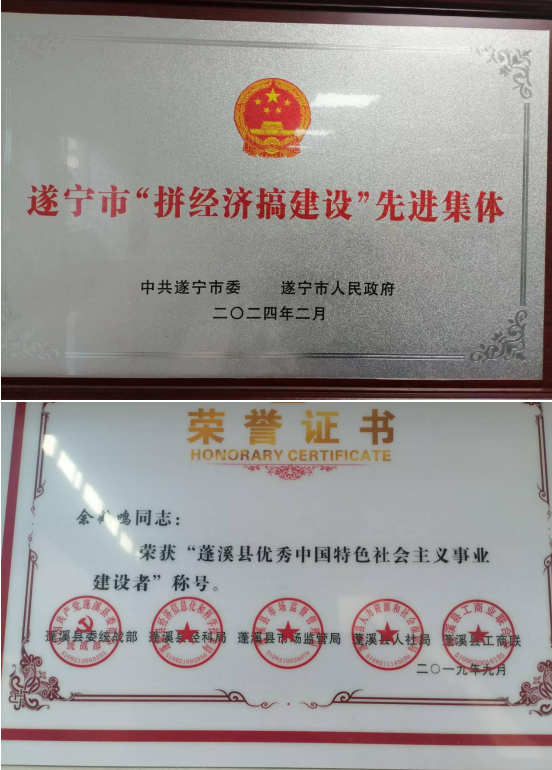 遂宁市“拼经济搞建设”先进集体
中共遂宁市委 遂宁市人民政府
二〇二四年二月
荣誉证书
HONORARY CERTIFICATE
余 鸣同志：
荣获“蓬溪县优秀中国特色社会主义事业
建设者”称号。
蓬溪县委统战部 蓬溪县经科局 蓬溪县市场监管局 蓬溪县人社局 蓬溪县工商联
二〇一九年九月